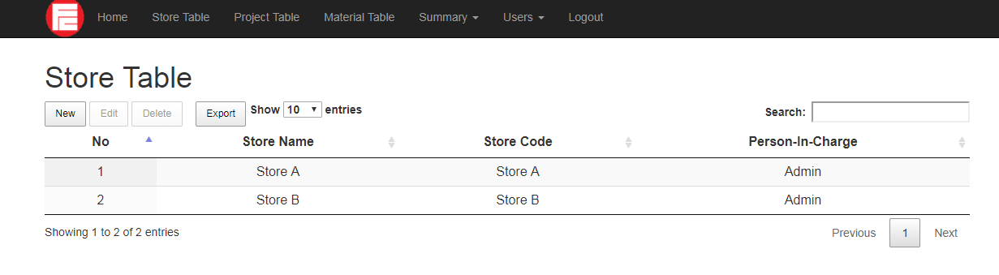 Home Store Table Project Table Material Table Summary Users Logout
Store Table
New Edit Delete Export Show 10 entries Search:
No Store Name Store Code Person-In-Charge
1 Store A Store A Admin
2 Store B Store B Admin
Showing 1 to 2 of 2 entries Previous 1 Next